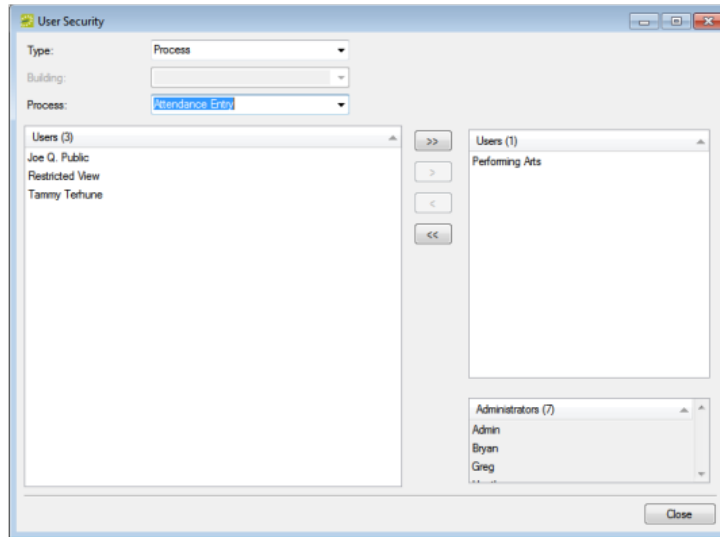 User Security
Type: Process
Building:
Process: Attendance Entry
Users (3)
Joe Q. Public
Restricted View
Tammy Terhune
>>
>
<
<<
Users (1)
Performing Arts
Administrators (7)
Admin
Bryan
Greg
Close